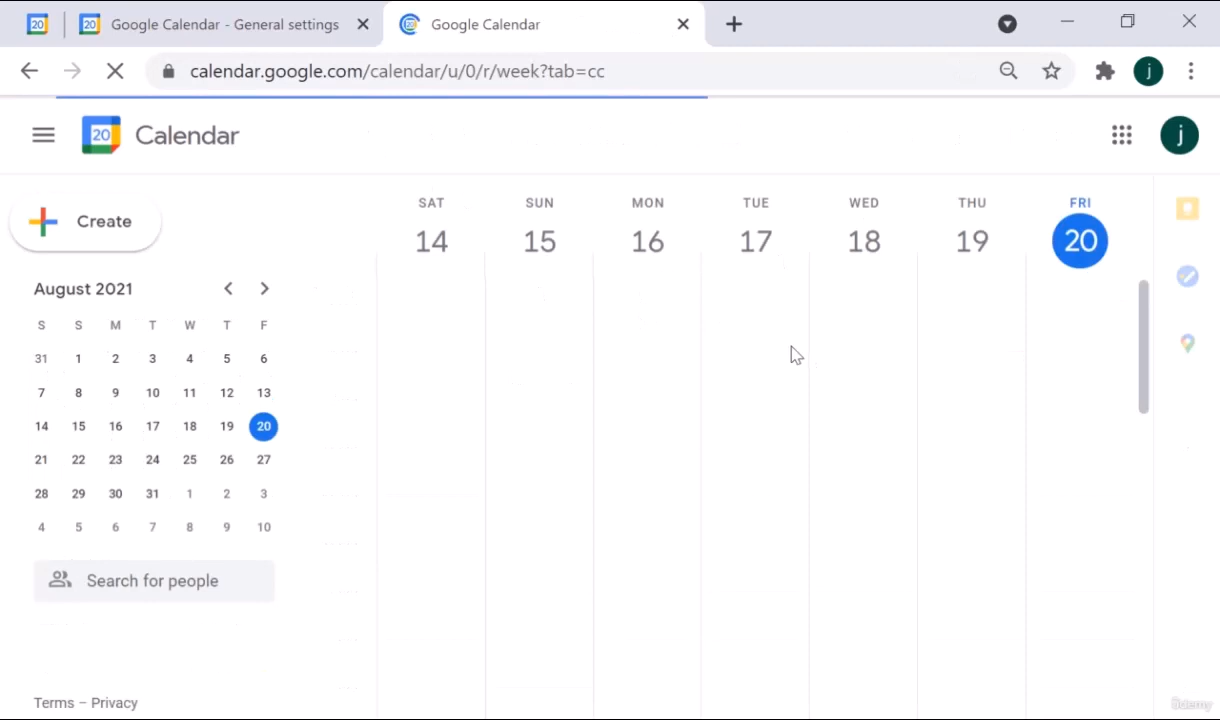 20
20 Google Calendar - General settings
Google Calendar
calendar.google.com/calendar/u/0/r/week?tab=cc
j
20 Calendar
j
Create
SAT SUN MON TUE WED THU FRI
14 15 16 17 18 19 20
August 2021
S S M T W T F
31 1 2 3 4 5 6
7 8 9 10 11 12 13
14 15 16 17 18 19 20
21 22 23 24 25 26 27
28 29 30 31 1 2 3
4 5 6 7 8 9 10
Search for people
Terms – Privacy
ûdemy